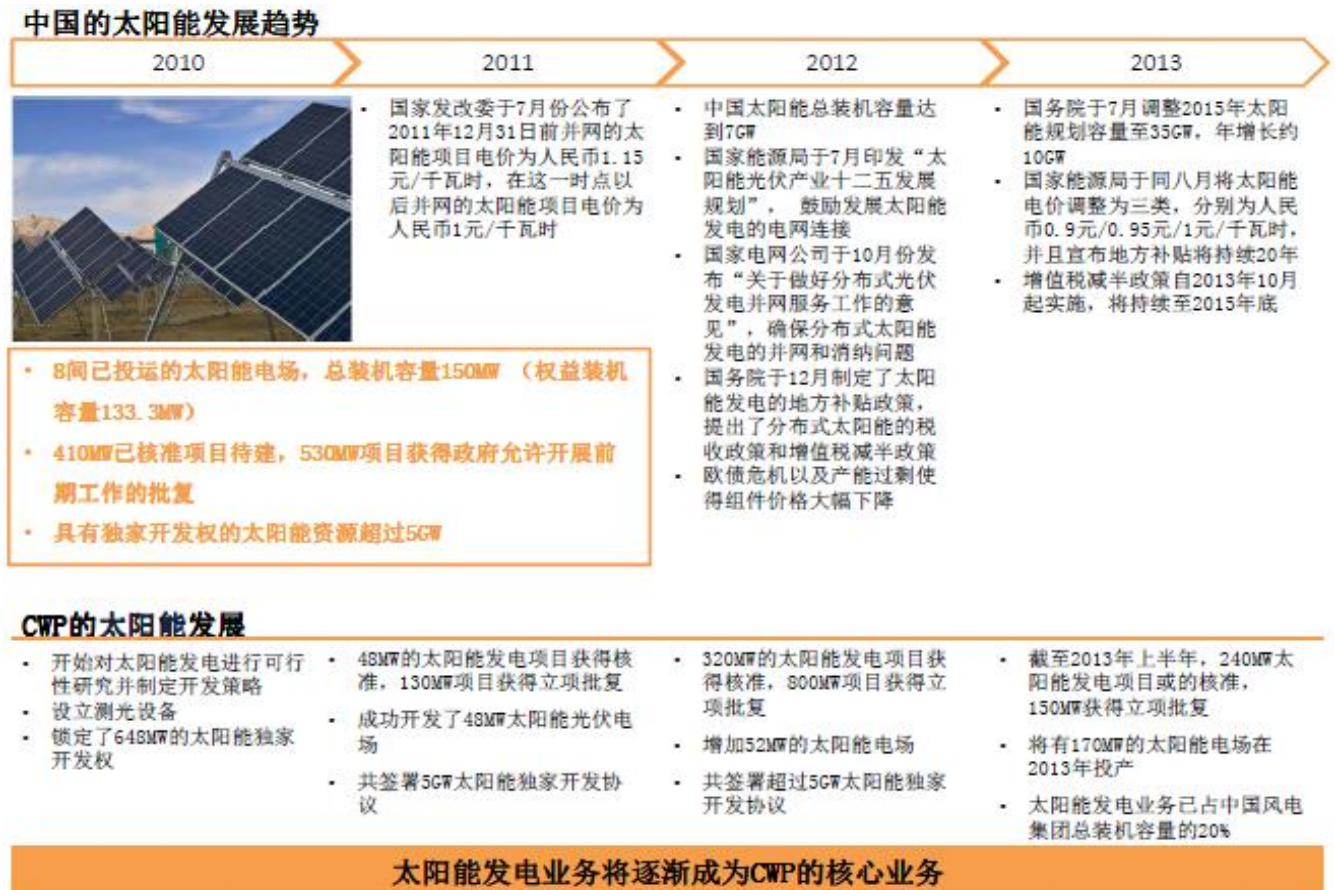 中国的太阳能发展趋势
2010
2011
2012
2013
• 国家发改委于7月份公布了
2011年12月31日前并网的太
阳能项目电价为人民币1.15
元/千瓦时，在这一时点以
后并网的太阳能项目电价为
人民币1元/千瓦时
• 中国太阳能总装机容量达
到7GW
• 国家能源局于7月印发“太
阳能光伏产业十二五发展
规划”， 鼓励发展太阳能
发电的电网连接
• 国家电网公司于10月份发
布“关于做好分布式光伏
发电并网服务工作的意
见”，确保分布式太阳能
发电的并网和消纳问题
• 国务院于12月制定了太阳
能发电的地方补贴政策，
提出了分布式太阳能的税
收政策和增值税减半政策
• 欧债危机以及产能过剩使
得组件价格大幅下降
• 国务院于7月调整2015年太阳
能规划容量至35GW，年增长约
10GW
• 国家能源局于同八月将太阳能
电价调整为三类，分别为人民
币0.9元/0.95元/1元/千瓦时，
并且宣布地方补贴将持续20年
• 增值税减半政策自2013年10月
起实施，将持续至2015年底
• 8间已投运的太阳能电场，总装机容量150MW （权益装机
容量133.3MW）
• 410MW已核准项目待建，530MW项目获得政府允许开展前
期工作的批复
• 具有独家开发权的太阳能资源超过5GW
CWP的太阳能发展
• 开始对太阳能发电进行可行
性研究并制定开发策略
• 设立测光设备
• 锁定了648MW的太阳能独家
开发权
• 48MW的太阳能发电项目获得核
准，130MW项目获得立项批复
• 成功开发了48MW太阳能光伏电
场
• 共签署5GW太阳能独家开发协
议
• 320MW的太阳能发电项目获
得核准，800MW项目获得立
项批复
• 增加52MW的太阳能电场
• 共签署超过5GW太阳能独家
开发协议
• 截至2013年上半年，240MW太
阳能发电项目或的核准，
150MW获得立项批复
• 将有170MW的太阳能电场在
2013年投产
• 太阳能发电业务已占中国风电
集团总装机容量的20%
太阳能发电业务将逐渐成为CWP的核心业务